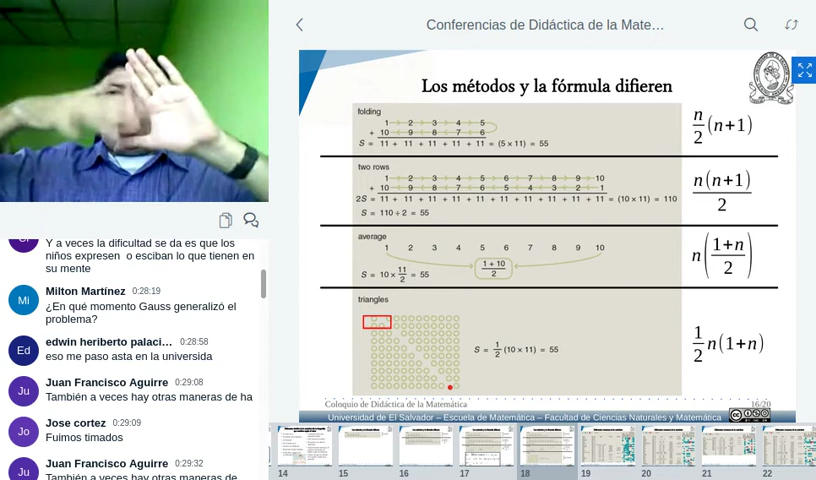 Conferencias de Didáctica de la Mate…
Los métodos y la fórmula difieren
folding
1 2 3 4 5
+ 10 9 8 7 6
S = 11 + 11 + 11 + 11 + 11 = (5 × 11) = 55
n/2 (n+1)
two rows
1 2 3 4 5 6 7 8 9 10
+ 10 9 8 7 6 5 4 3 2 1
2S = 11 + 11 + 11 + 11 + 11 + 11 + 11 + 11 + 11 + 11 = (10 × 11) = 110
S = 110 ÷ 2 = 55
n(n+1)/2
average
1 2 3 4 5 6 7 8 9 10
(1 + 10)/2
S = 10 × 11/2 = 55
n((1+n)/2)
triangles
S = 1/2 (10 × 11) = 55
1/2 n(1+n)
Coloquio de Didáctica de la Matemática 16/20
Universidad de El Salvador – Escuela de Matemática – Facultad de Ciencias Naturales y Matemática
14 15 16 17 18 19 20 21 22
Y a veces la dificultad se da es que los
niños expresen o escriban lo que tienen en
su mente
Mi Milton Martínez 0:28:19
¿En qué momento Gauss generalizó el
problema?
Ed edwin heriberto palaci… 0:28:58
eso me paso asta en la universida
Ju Juan Francisco Aguirre 0:29:08
También a veces hay otras maneras de ha
Jo Jose cortez 0:29:09
Fuimos timados
Ju Juan Francisco Aguirre 0:29:32
También a veces hay otras maneras de